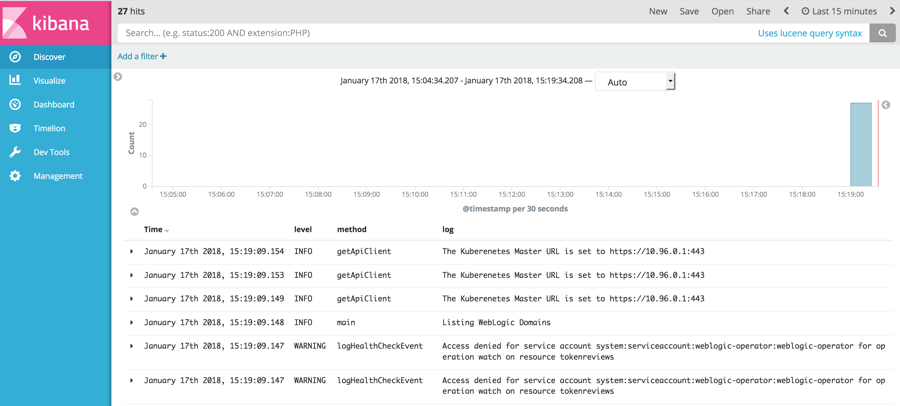 kibana
Discover
Visualize
Dashboard
Timelion
Dev Tools
Management
27 hits
New Save Open Share Last 15 minutes
Search... (e.g. status:200 AND extension:PHP) Uses lucene query syntax
Add a filter +
January 17th 2018, 15:04:34.207 - January 17th 2018, 15:19:34.208 — Auto
Count
20
10
0
15:05:00 15:06:00 15:07:00 15:08:00 15:09:00 15:10:00 15:11:00 15:12:00 15:13:00 15:14:00 15:15:00 15:16:00 15:17:00 15:18:00 15:19:00
@timestamp per 30 seconds
Time level method log
January 17th 2018, 15:19:09.154 INFO getApiClient The Kuberenetes Master URL is set to https://10.96.0.1:443
January 17th 2018, 15:19:09.153 INFO getApiClient The Kuberenetes Master URL is set to https://10.96.0.1:443
January 17th 2018, 15:19:09.149 INFO getApiClient The Kuberenetes Master URL is set to https://10.96.0.1:443
January 17th 2018, 15:19:09.148 INFO main Listing WebLogic Domains
January 17th 2018, 15:19:09.147 WARNING logHealthCheckEvent Access denied for service account system:serviceaccount:weblogic-operator:weblogic-operator for op
eration watch on resource tokenreviews
January 17th 2018, 15:19:09.147 WARNING logHealthCheckEvent Access denied for service account system:serviceaccount:weblogic-operator:weblogic-operator for op
eration watch on resource tokenreviews